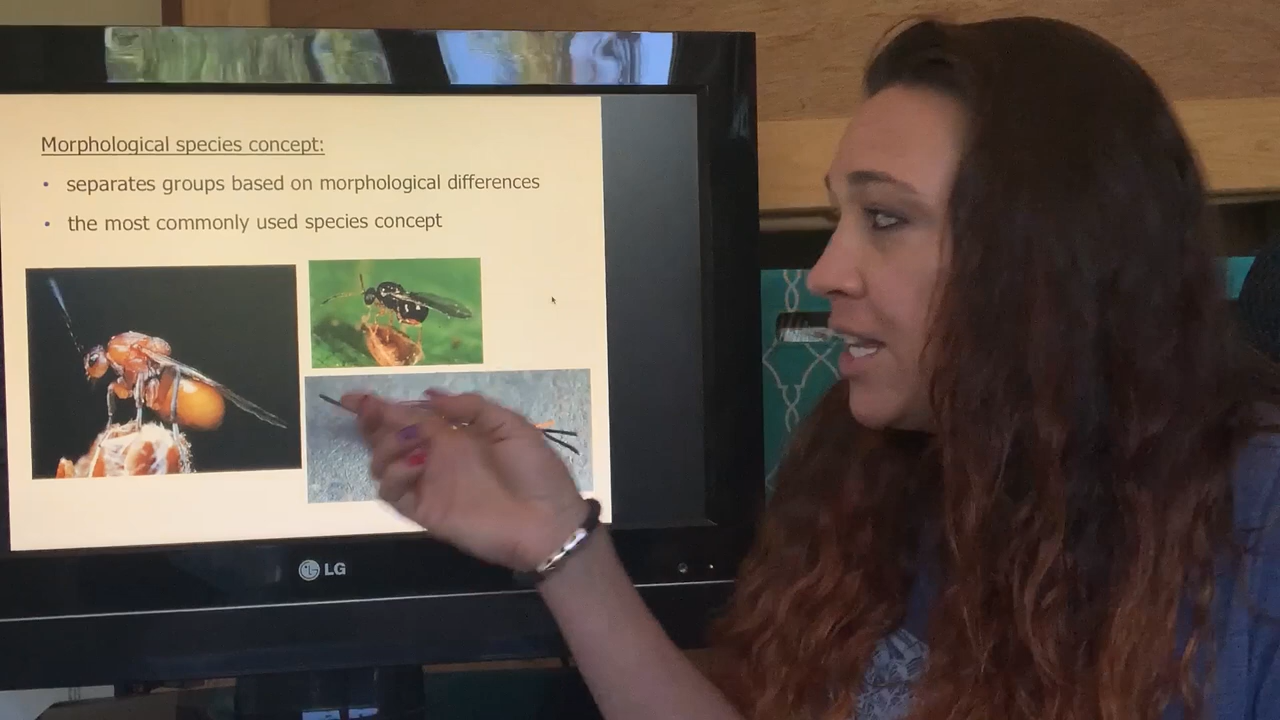 Morphological species concept:
• separates groups based on morphological differences
• the most commonly used species concept
LG